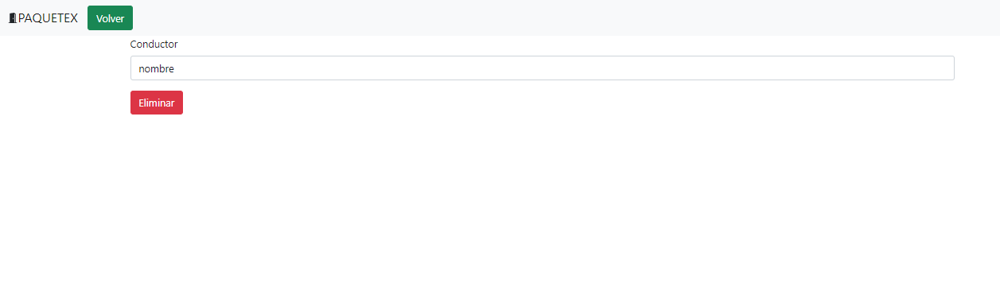 PAQUETEX Volver
Conductor
nombre
Eliminar